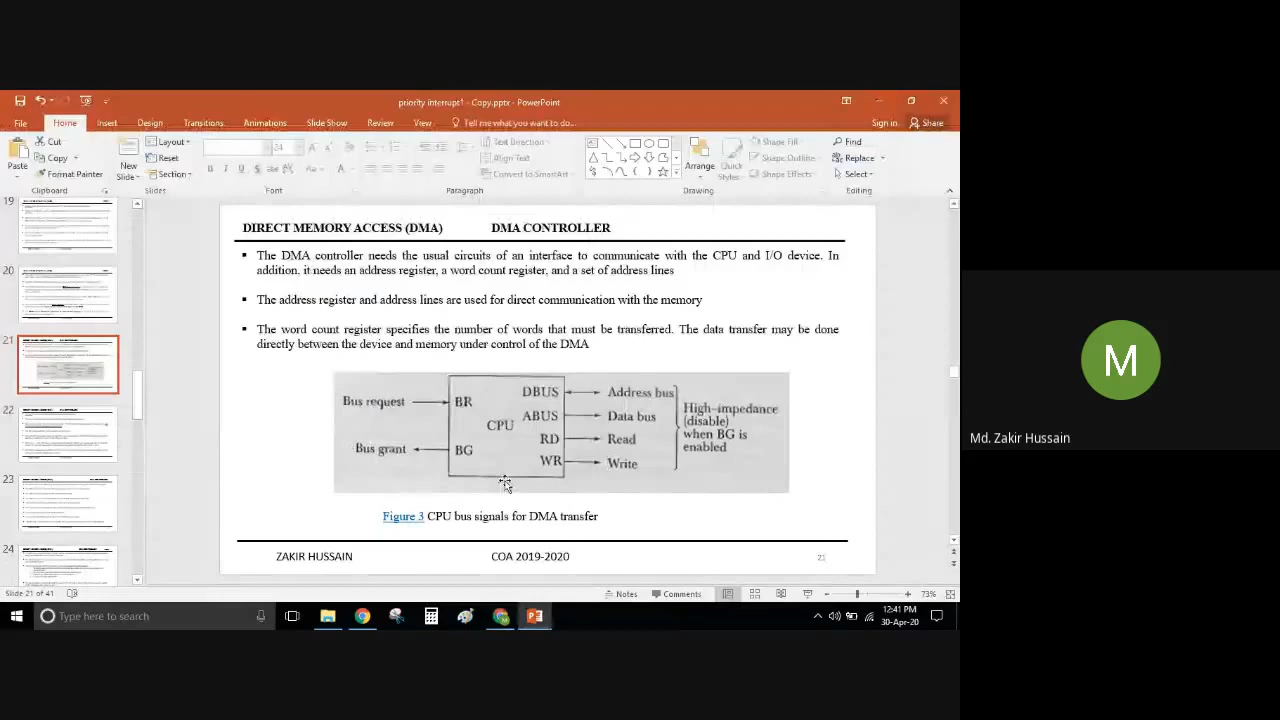 priority interrupt1 - Copy.pptx - PowerPoint
File Home Insert Design Transitions Animations Slide Show Review View Tell me what you want to do... Sign in Share
Paste
Cut
Copy
Format Painter
Clipboard
New Slide
Layout
Reset
Section
Slides
24
Font
Text Direction
Align Text
Convert to SmartArt
Paragraph
Arrange
Quick Styles
Shape Fill
Shape Outline
Shape Effects
Drawing
Find
Replace
Select
Editing
19
20
21
22
23
24
DIRECT MEMORY ACCESS (DMA) DMA CONTROLLER
▪ The DMA controller needs the usual circuits of an interface to communicate with the CPU and I/O device. In
addition, it needs an address register, a word count register, and a set of address lines
▪ The address register and address lines are used for direct communication with the memory
▪ The word count register specifies the number of words that must be transferred. The data transfer may be done
directly between the device and memory under control of the DMA
Bus request
Bus grant
BR
BG
CPU
DBUS
ABUS
RD
WR
Address bus
Data bus
Read
Write
High–impedance
(disable)
when BG is
enabled
Figure 3 CPU bus signals for DMA transfer
ZAKIR HUSSAIN COA 2019-2020 21
Slide 21 of 41 Notes Comments 73%
Type here to search
12:41 PM
30-Apr-20
M
Md. Zakir Hussain